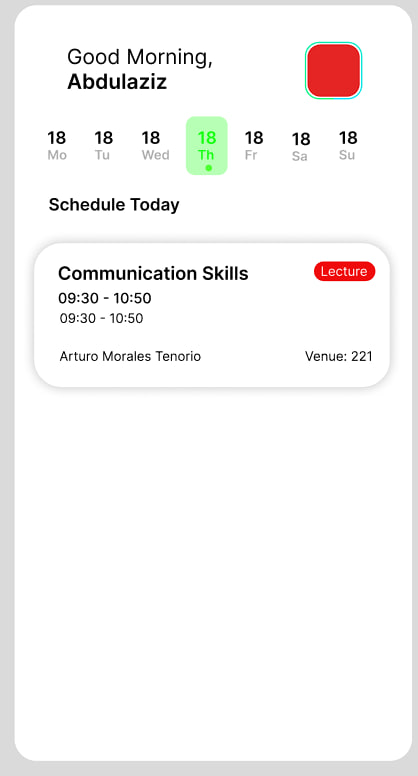 Good Morning,
Abdulaziz
18 18 18 18 18 18 18
Mo Tu Wed Th Fr Sa Su
Schedule Today
Communication Skills Lecture
09:30 - 10:50
09:30 - 10:50
Arturo Morales Tenorio Venue: 221